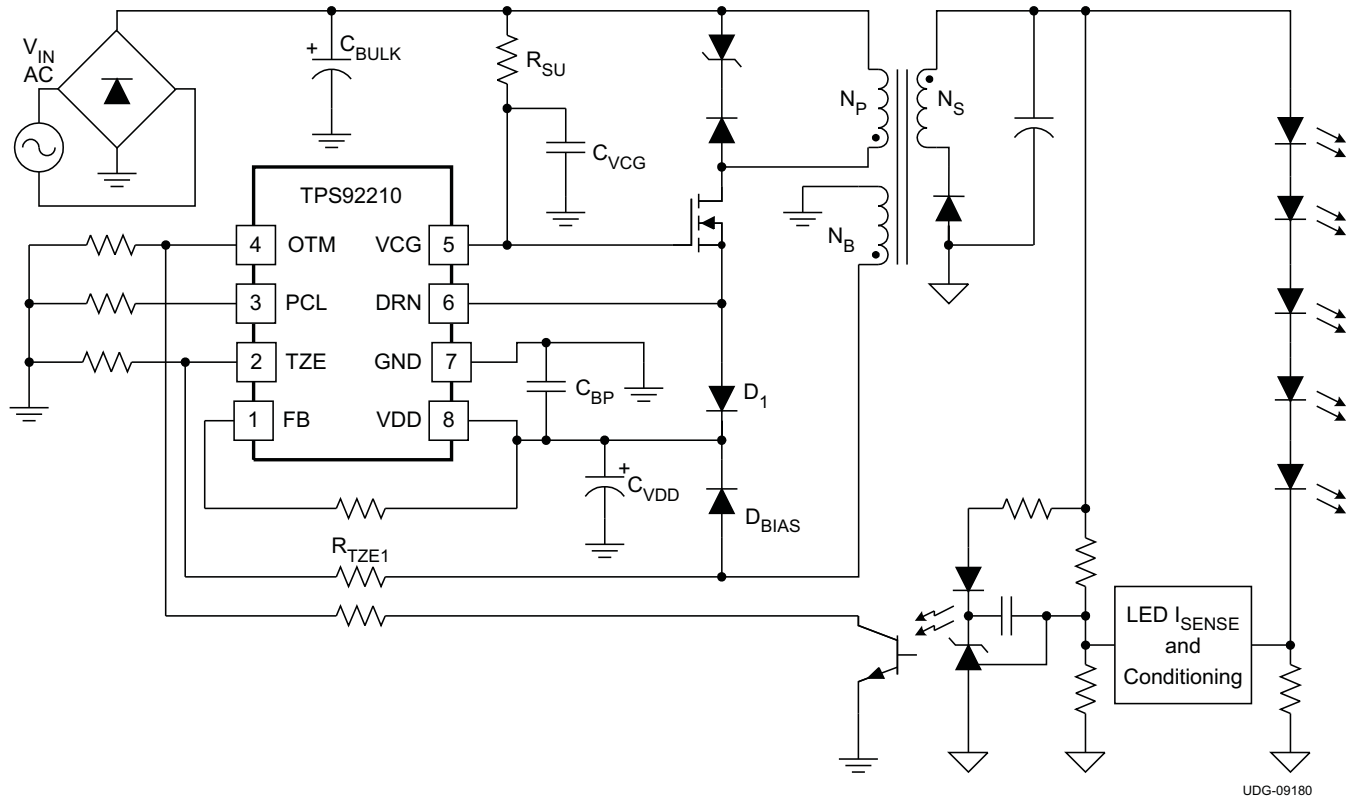 V_IN
AC
+ C_BULK
R_SU
C_VCG
N_P
N_S
N_B
TPS92210
4 OTM VCG 5
3 PCL DRN 6
2 TZE GND 7
1 FB VDD 8
C_BP
D_1
+
C_VDD
D_BIAS
R_TZE1
LED I_SENSE
and
Conditioning
UDG-09180